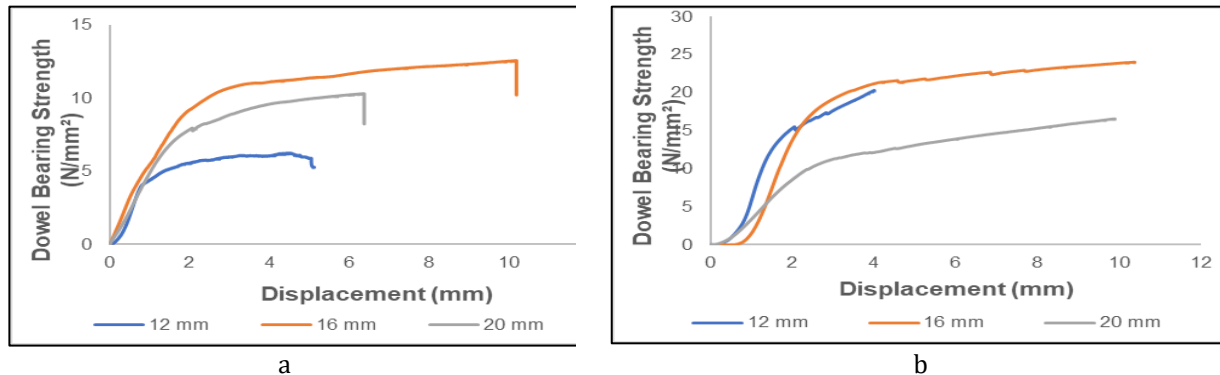 Dowel Bearing Strength
(N/mm²)
15
10
5
0
0 2 4 6 8 10
Displacement (mm)
12 mm 16 mm 20 mm
a
Dowel Bearing Strength
(N/mm²)
30
25
20
15
10
5
0
0 2 4 6 8 10 12
Displacement (mm)
12 mm 16 mm 20 mm
b